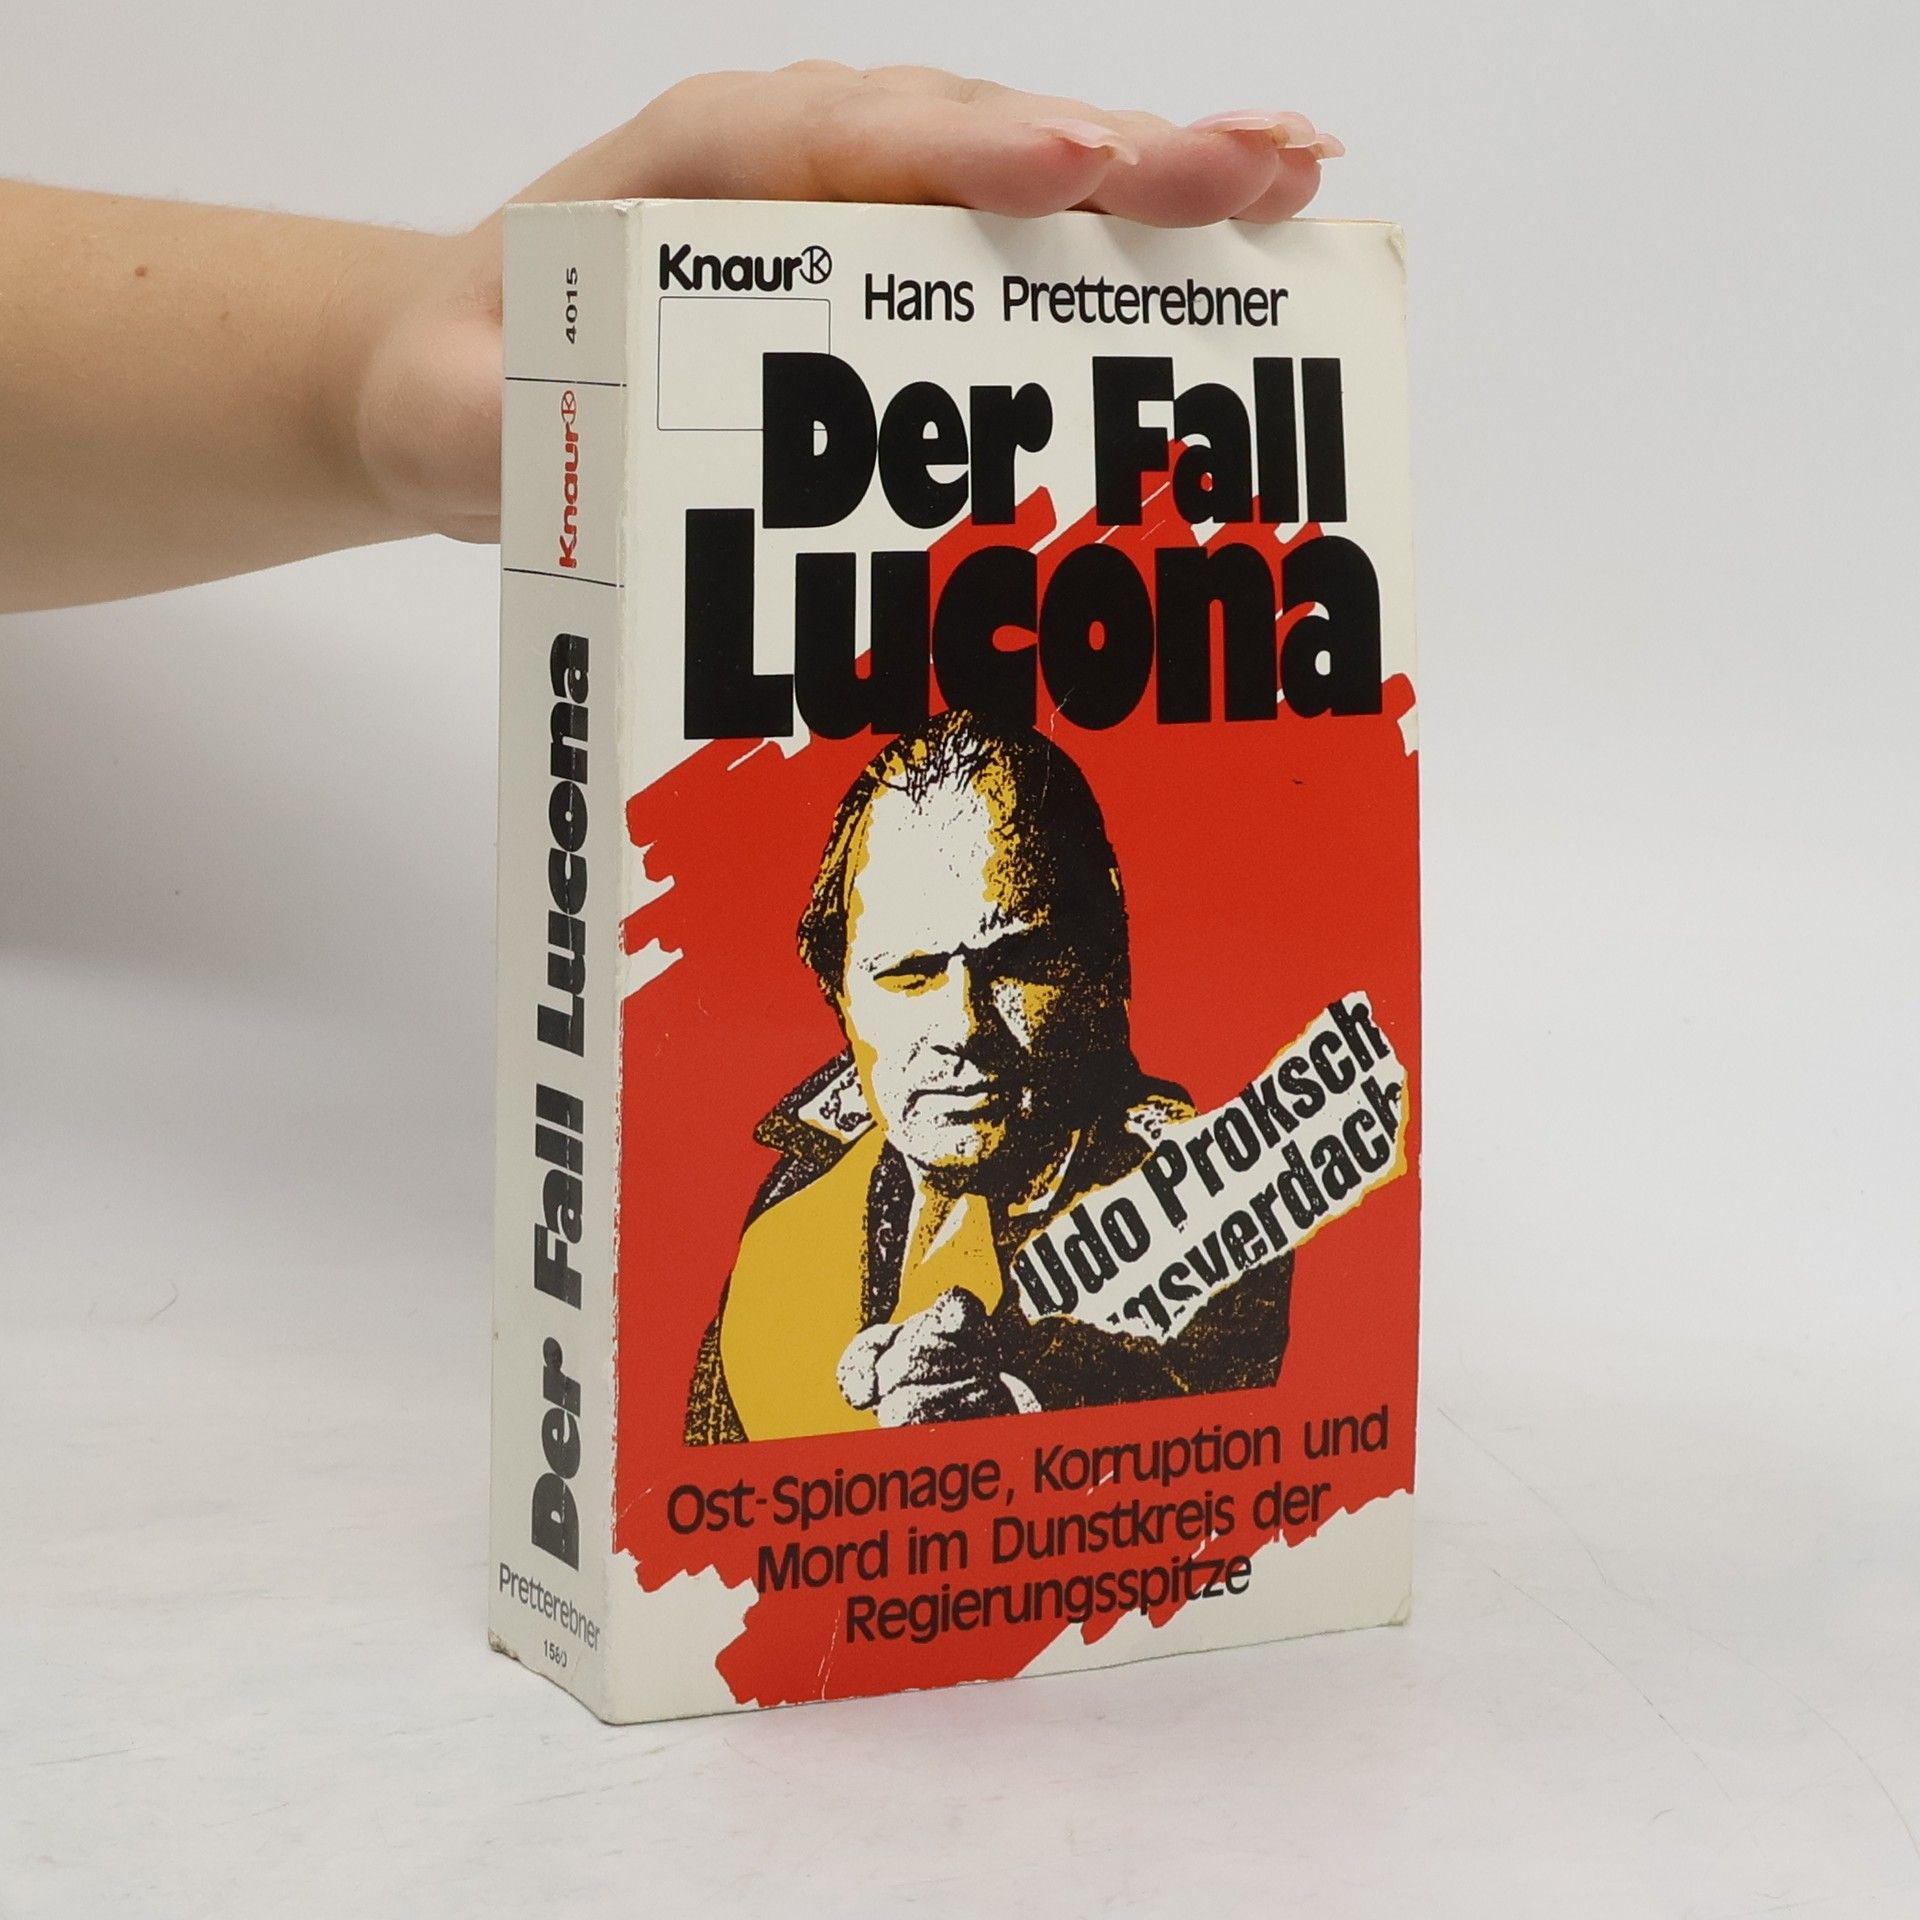 Knaur
Hans Pretterebner
Der Fall
Lucona
Udo Proksch
gsverdach
Ost-Spionage, Korruption und
Mord im Dunstkreis der
Regierungsspitze
4015
Knaur
Der Fall Lucona
Pretterebner